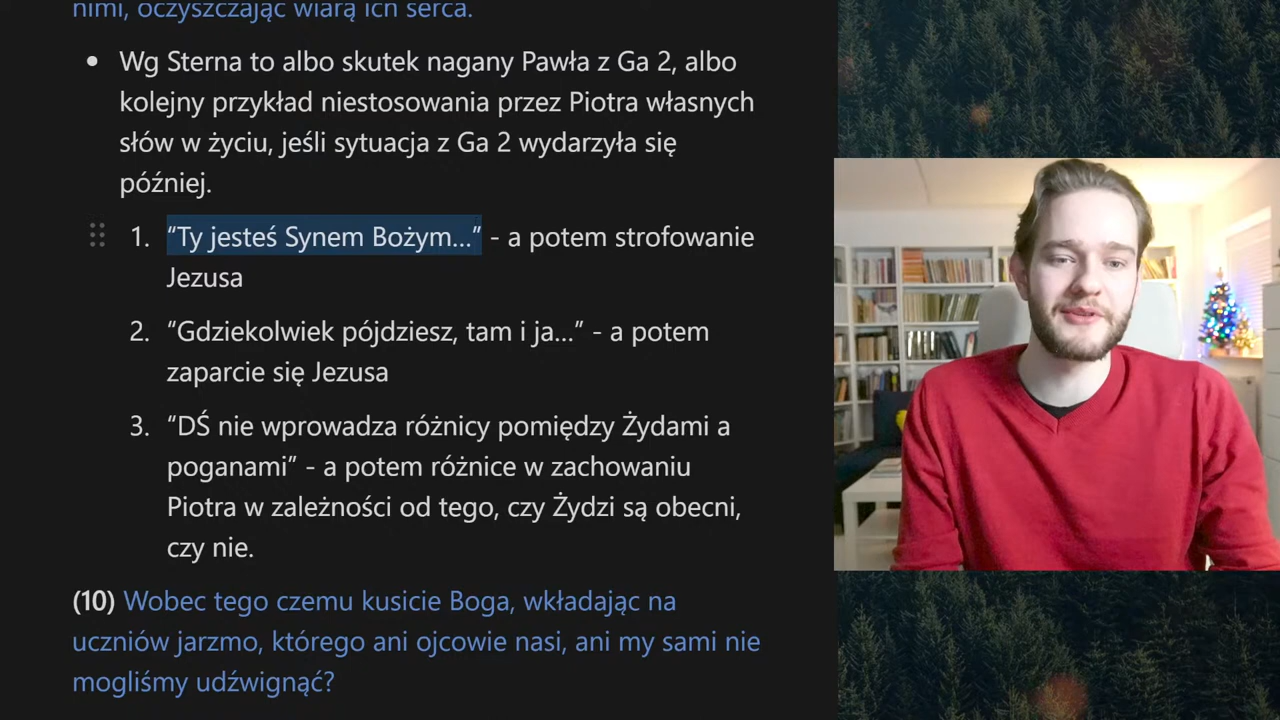 nimi, oczyszczając wiarą ich serca.
• Wg Sterna to albo skutek nagany Pawła z Ga 2, albo
kolejny przykład niestosowania przez Piotra własnych
słów w życiu, jeśli sytuacja z Ga 2 wydarzyła się
później.
1. “Ty jesteś Synem Bożym...” - a potem strofowanie
Jezusa
2. “Gdziekolwiek pójdziesz, tam i ja...” - a potem
zaparcie się Jezusa
3. “DŚ nie wprowadza różnicy pomiędzy Żydami a
poganami” - a potem różnice w zachowaniu
Piotra w zależności od tego, czy Żydzi są obecni,
czy nie.
(10) Wobec tego czemu kusicie Boga, wkładając na
uczniów jarzmo, którego ani ojcowie nasi, ani my sami nie
mogliśmy udźwignąć?